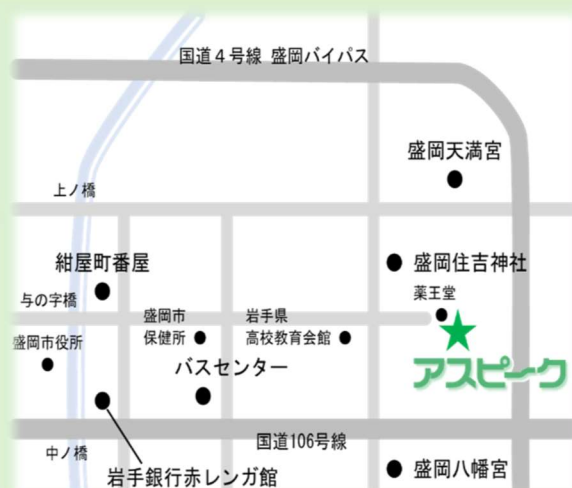 国道４号線 盛岡バイパス
盛岡天満宮
上ノ橋
紺屋町番屋
盛岡住吉神社
薬王堂
与の字橋
盛岡市
保健所
岩手県
高校教育会館
盛岡市役所
バスセンター
アスピーク
国道106号線
中ノ橋
岩手銀行赤レンガ館
盛岡八幡宮